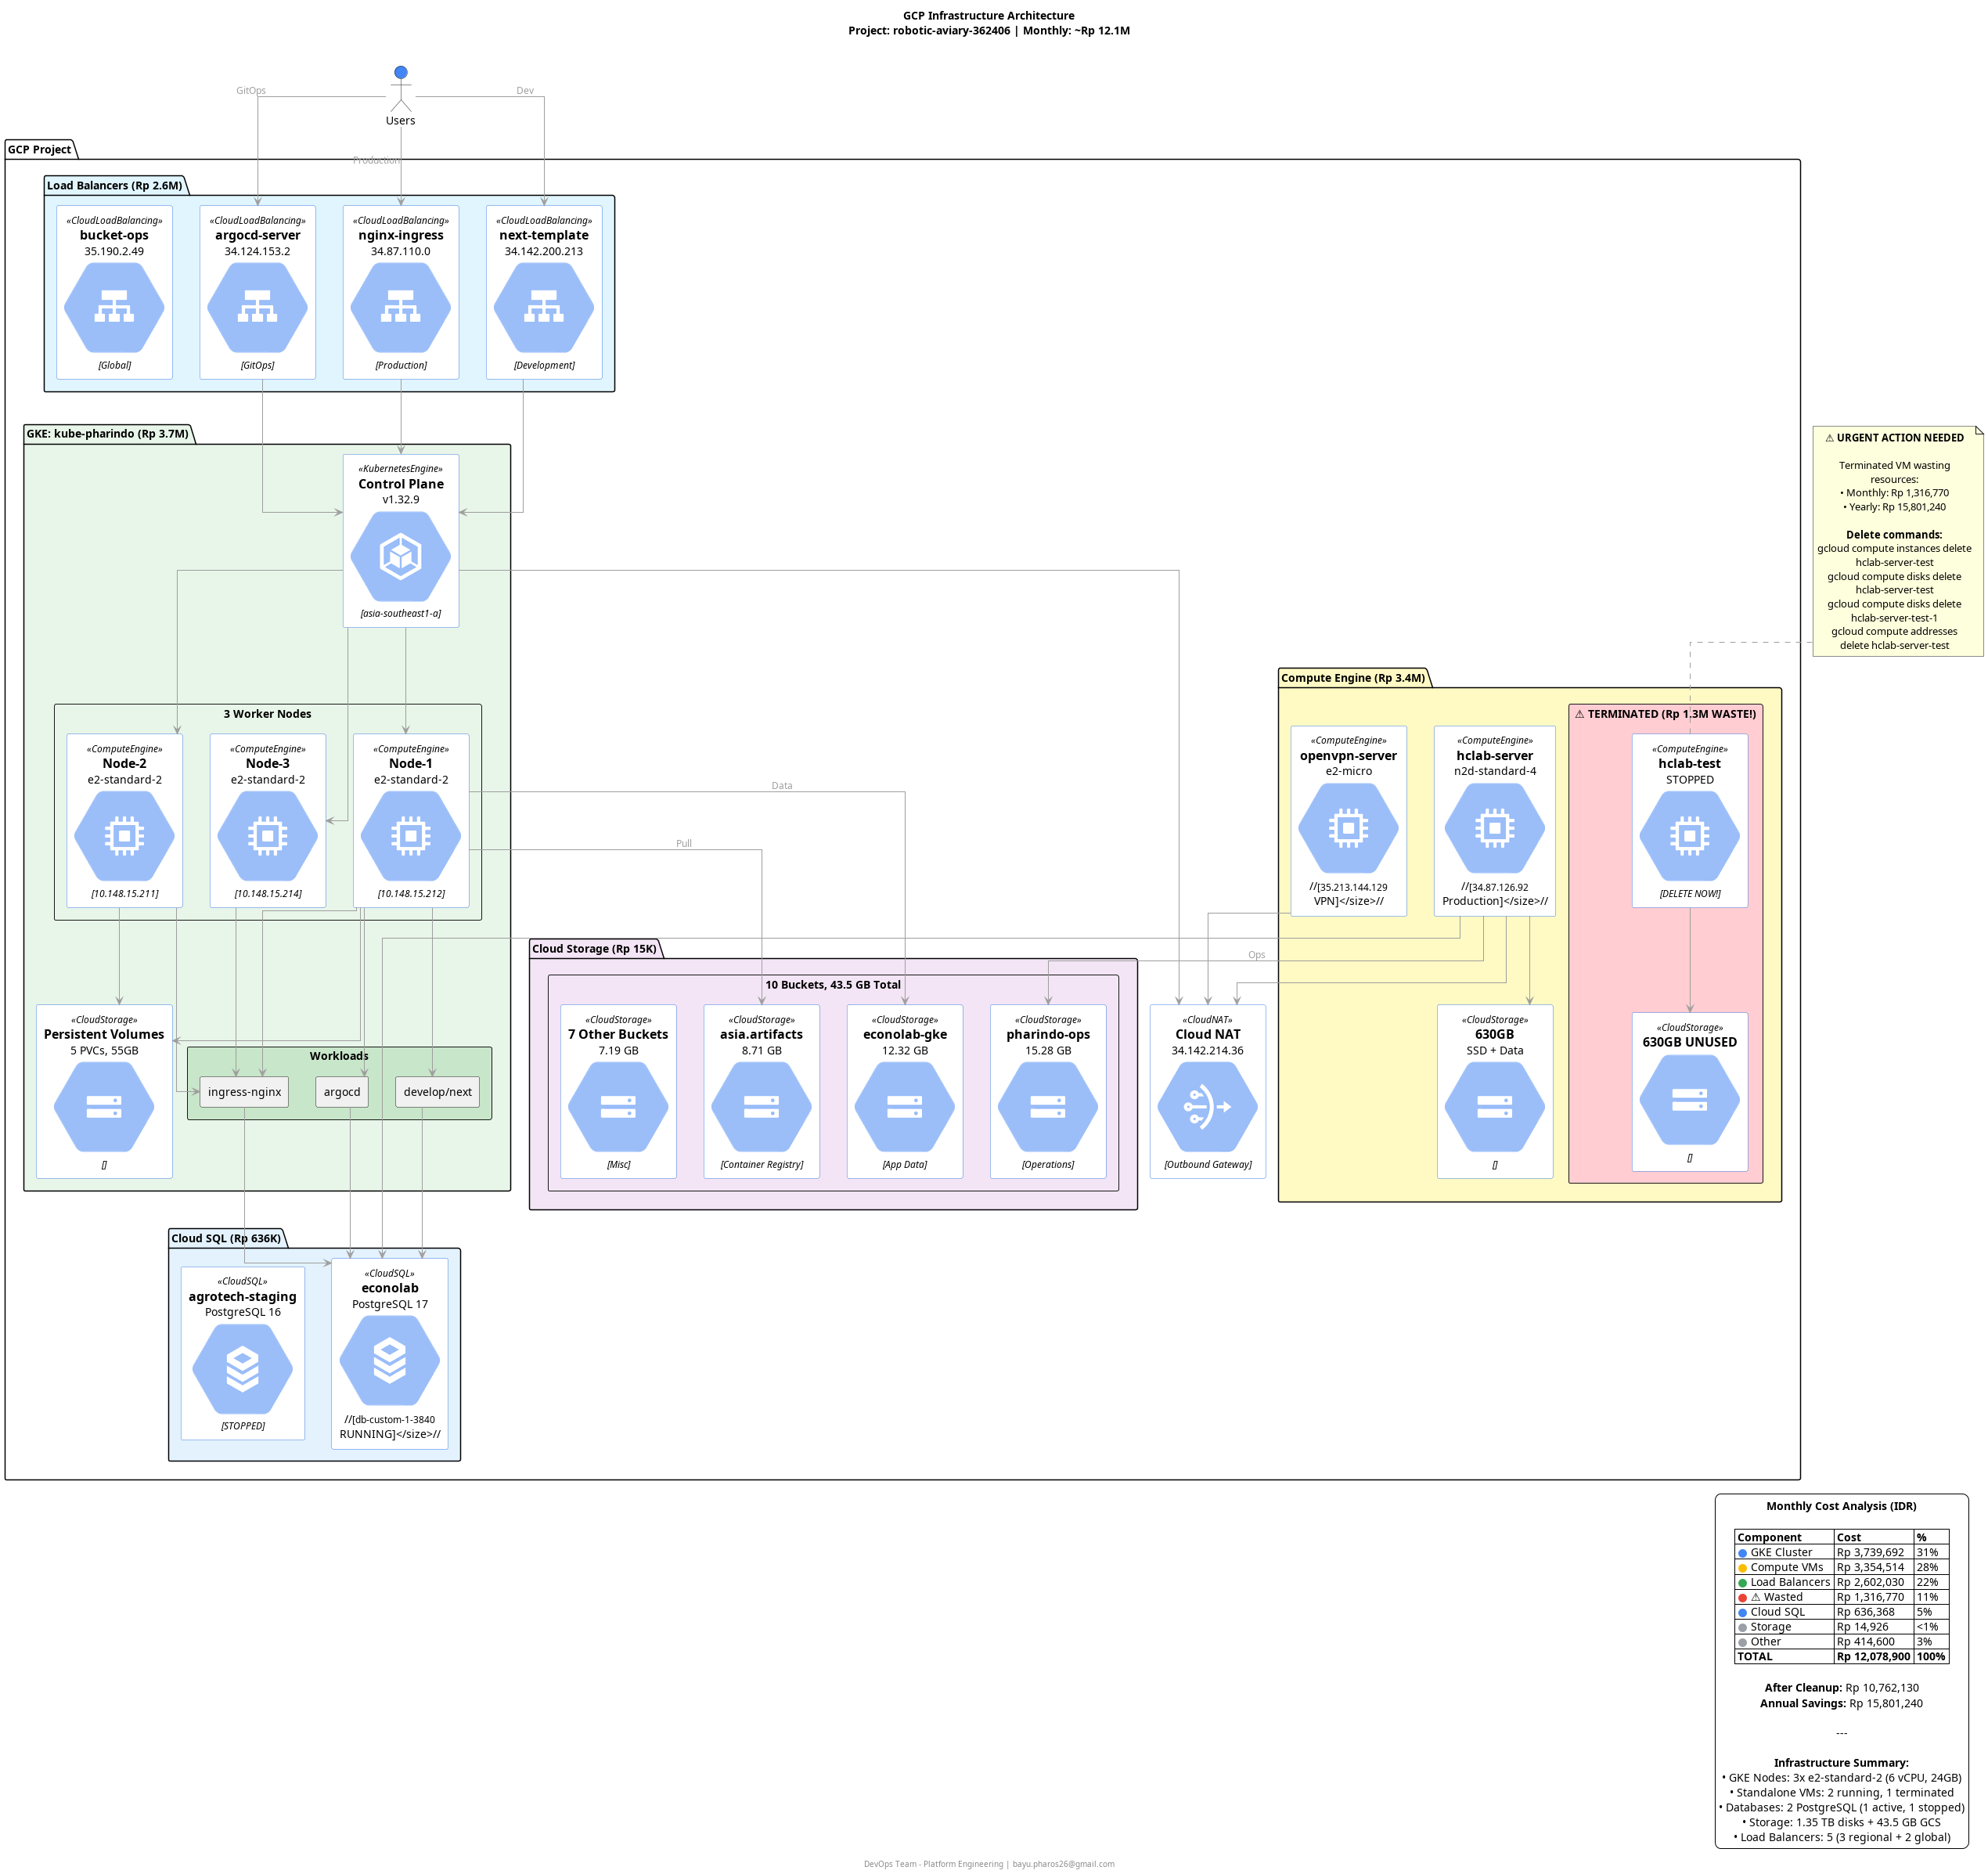 GCP Infrastructure Architecture
Project: robotic-aviary-362406 | Monthly: ~Rp 12.1M
GitOps
Dev
Users
Production
GCP Project
Load Balancers (Rp 2.6M)
«CloudLoadBalancing»
bucket-ops
35.190.2.49
[Global]
«CloudLoadBalancing»
argocd-server
34.124.153.2
[GitOps]
«CloudLoadBalancing»
nginx-ingress
34.87.110.0
[Production]
«CloudLoadBalancing»
next-template
34.142.200.213
[Development]
GKE: kube-pharindo (Rp 3.7M)
«KubernetesEngine»
Control Plane
v1.32.9
[asia-southeast1-a]
⚠ URGENT ACTION NEEDED
Terminated VM wasting
resources:
• Monthly: Rp 1,316,770
• Yearly: Rp 15,801,240
Delete commands:
gcloud compute instances delete
hclab-server-test
gcloud compute disks delete
hclab-server-test
gcloud compute disks delete
hclab-server-test-1
gcloud compute addresses
delete hclab-server-test
3 Worker Nodes
«ComputeEngine»
Node-2
e2-standard-2
[10.148.15.211]
«ComputeEngine»
Node-3
e2-standard-2
[10.148.15.214]
«ComputeEngine»
Node-1
e2-standard-2
[10.148.15.212]
Data
Pull
Compute Engine (Rp 3.4M)
«ComputeEngine»
openvpn-server
e2-micro
//[35.213.144.129
VPN]</size>//
«ComputeEngine»
hclab-server
n2d-standard-4
//[34.87.126.92
Production]</size>//
⚠ TERMINATED (Rp 1.3M WASTE!)
«ComputeEngine»
hclab-test
STOPPED
[DELETE NOW!]
Ops
«CloudStorage»
Persistent Volumes
5 PVCs, 55GB
[]
Workloads
ingress-nginx
argocd
develop/next
Cloud Storage (Rp 15K)
10 Buckets, 43.5 GB Total
«CloudStorage»
7 Other Buckets
7.19 GB
[Misc]
«CloudStorage»
asia.artifacts
8.71 GB
[Container Registry]
«CloudStorage»
econolab-gke
12.32 GB
[App Data]
«CloudStorage»
pharindo-ops
15.28 GB
[Operations]
«CloudNAT»
Cloud NAT
34.142.214.36
[Outbound Gateway]
«CloudStorage»
630GB
SSD + Data
[]
«CloudStorage»
630GB UNUSED
[]
Cloud SQL (Rp 636K)
«CloudSQL»
agrotech-staging
PostgreSQL 16
[STOPPED]
«CloudSQL»
econolab
PostgreSQL 17
//[db-custom-1-3840
RUNNING]</size>//
Monthly Cost Analysis (IDR)
Component Cost %
GKE Cluster Rp 3,739,692 31%
Compute VMs Rp 3,354,514 28%
Load Balancers Rp 2,602,030 22%
⚠ Wasted Rp 1,316,770 11%
Cloud SQL Rp 636,368 5%
Storage Rp 14,926 <1%
Other Rp 414,600 3%
TOTAL Rp 12,078,900 100%
After Cleanup: Rp 10,762,130
Annual Savings: Rp 15,801,240
---
Infrastructure Summary:
• GKE Nodes: 3x e2-standard-2 (6 vCPU, 24GB)
• Standalone VMs: 2 running, 1 terminated
• Databases: 2 PostgreSQL (1 active, 1 stopped)
• Storage: 1.35 TB disks + 43.5 GB GCS
• Load Balancers: 5 (3 regional + 2 global)
DevOps Team - Platform Engineering | bayu.pharos26@gmail.com